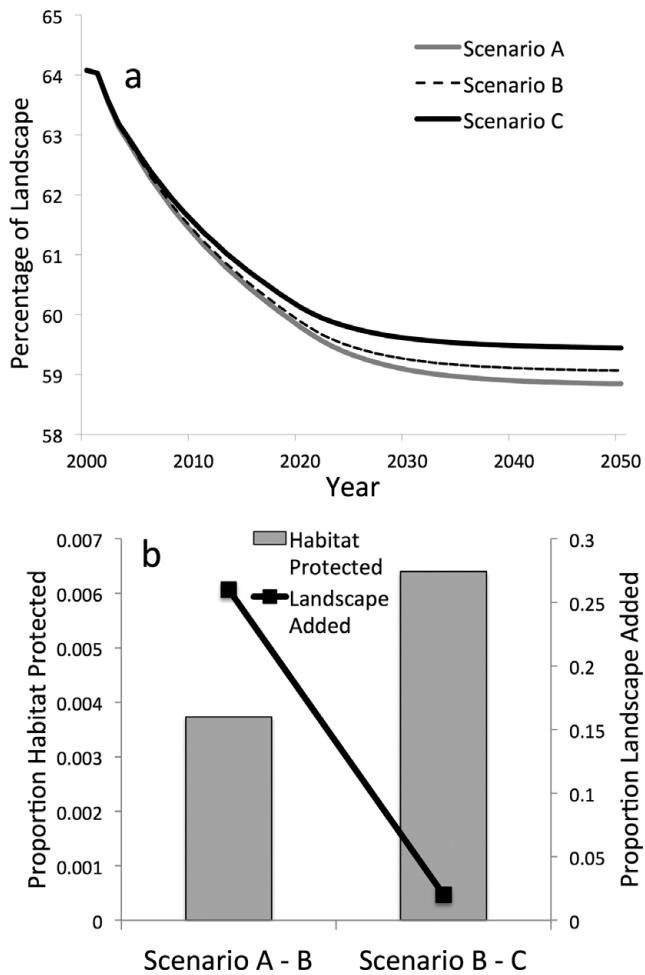 65
64
63
62
61
60
59
58
Percentage of Landscape
a
Scenario A
Scenario B
Scenario C
2000 2010 2020 2030 2040 2050
Year
b
Habitat
Protected
Landscape
Added
0.007
0.006
0.005
0.004
0.003
0.002
0.001
0
Proportion Habitat Protected
0.3
0.25
0.2
0.15
0.1
0.05
0
Proportion Landscape Added
Scenario A - B Scenario B - C